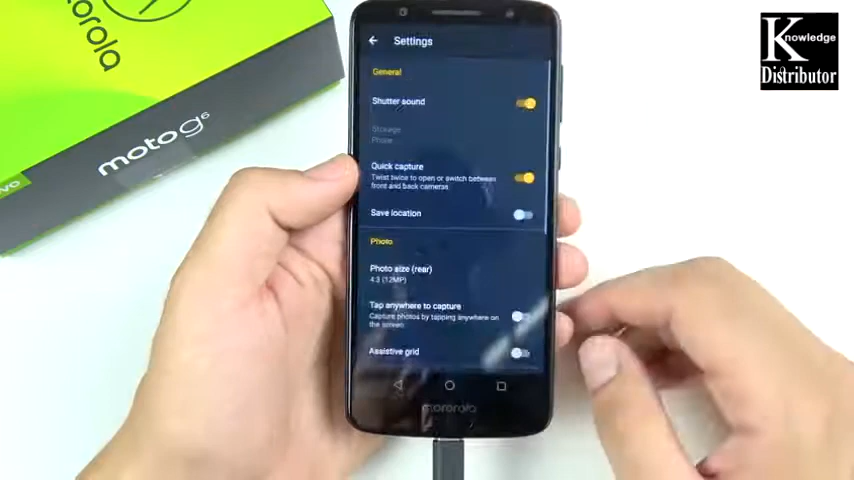 motorola
moto g6
Knowledge
Distributor
Settings
General
Shutter sound
Storage
Phone
Quick capture
Twist twice to open or switch between
front and back cameras
Save location
Photo
Photo size (rear)
4:3 (12MP)
Tap anywhere to capture
Capture photos by tapping anywhere on
the screen
Assistive grid
motorola